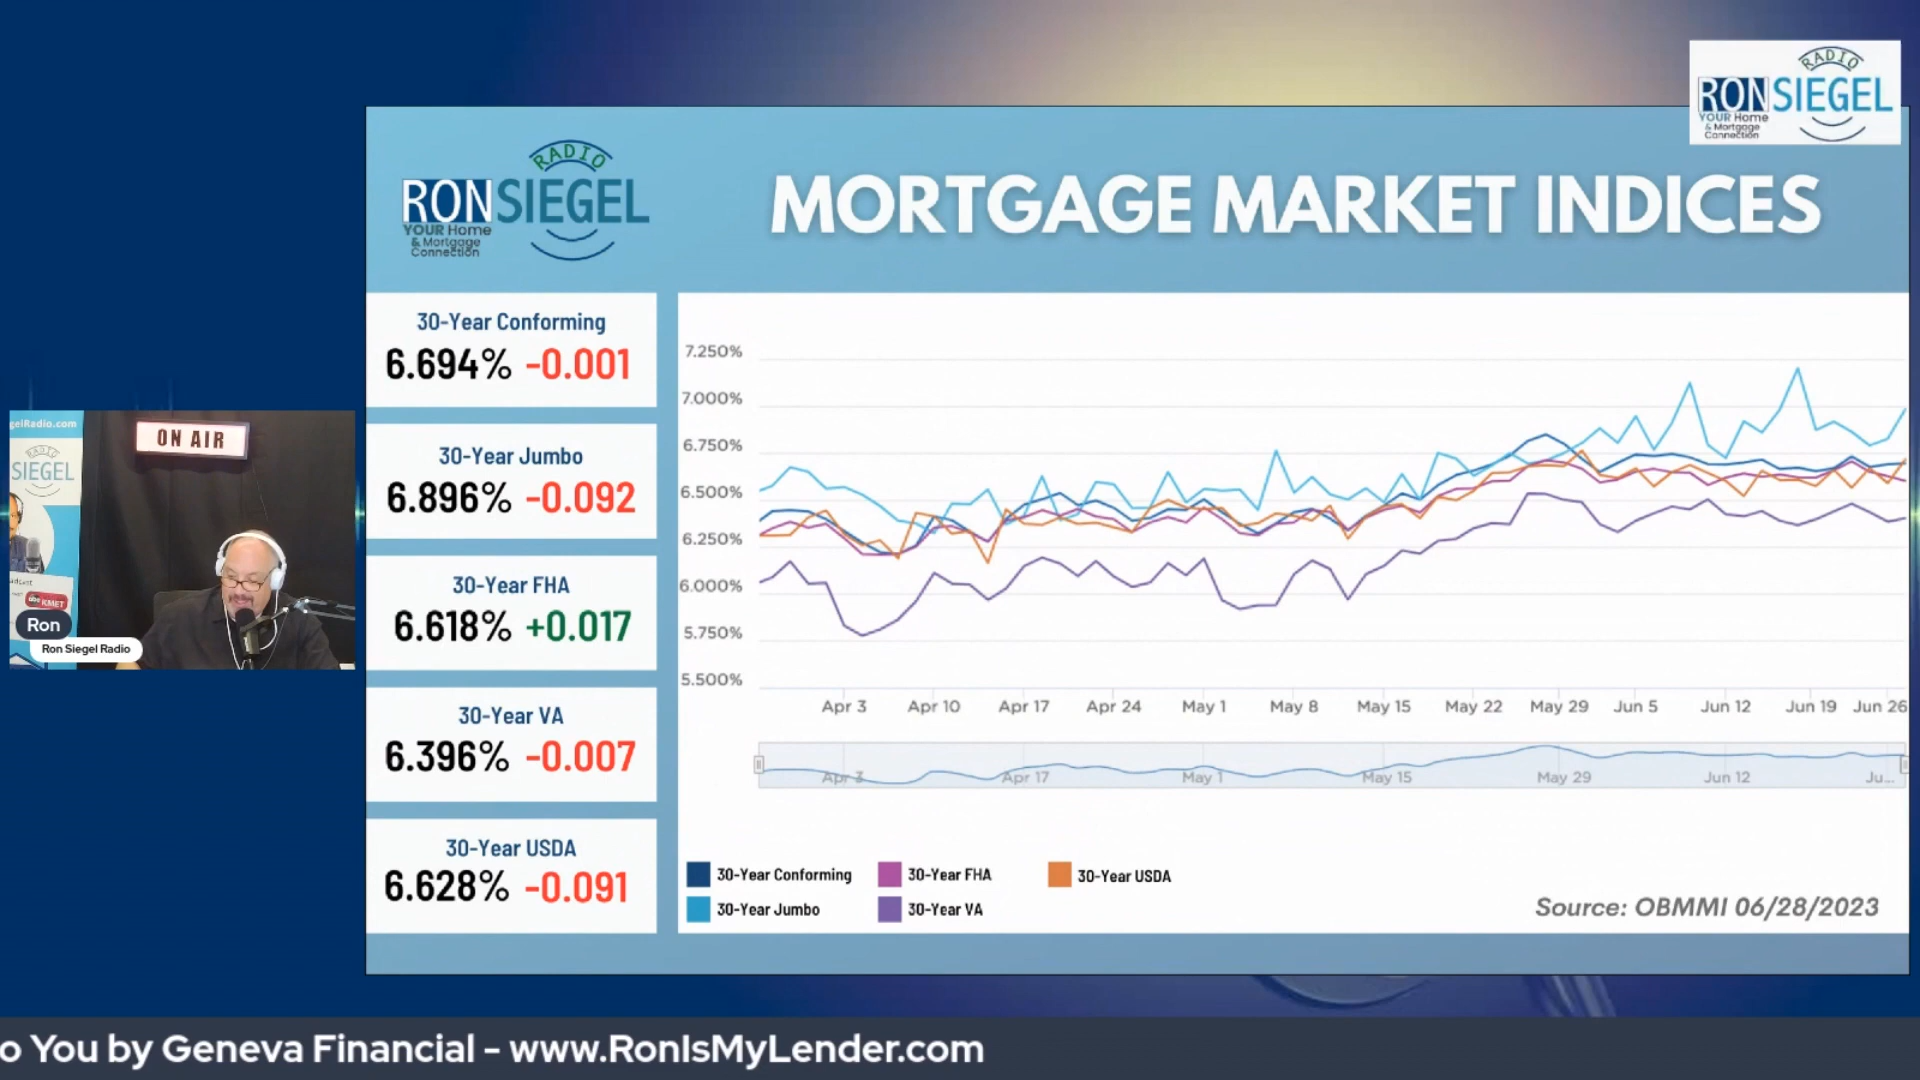 RADIO
RON SIEGEL
YOUR Home
& Mortgage
Connection
RADIO
RON SIEGEL
YOUR Home
& Mortgage
Connection
MORTGAGE MARKET INDICES
30-Year Conforming
6.694% -0.001
30-Year Jumbo
6.896% -0.092
30-Year FHA
6.618% +0.017
30-Year VA
6.396% -0.007
30-Year USDA
6.628% -0.091
7.250%
7.000%
6.750%
6.500%
6.250%
6.000%
5.750%
5.500%
Apr 3 Apr 10 Apr 17 Apr 24 May 1 May 8 May 15 May 22 May 29 Jun 5 Jun 12 Jun 19 Jun 26
Apr 3 Apr 17 May 1 May 15 May 29 Jun 12 Ju...
30-Year Conforming 30-Year FHA 30-Year USDA
30-Year Jumbo 30-Year VA
Source: OBMMI 06/28/2023
gelRadio.com
ON AIR
RADIO
SIEGEL
adcast
KMET
Ron
Ron Siegel Radio
o You by Geneva Financial - www.RonIsMyLender.com